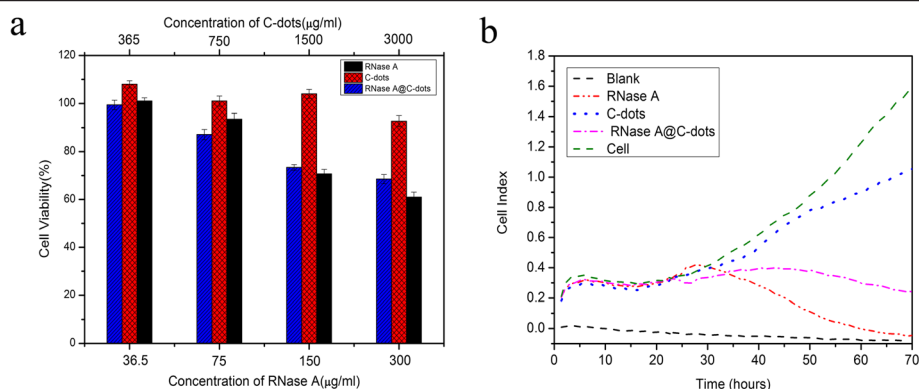 a
Concentration of C-dots(μg/ml)
365 750 1500 3000
RNase A
C-dots
RNase A@C-dots
Cell Viability(%)
120
100
80
60
40
20
0
36.5 75 150 300
Concentration of RNase A(μg/ml)
b
Blank
RNase A
C-dots
RNase A@C-dots
Cell
Cell Index
1.8
1.6
1.4
1.2
1.0
0.8
0.6
0.4
0.2
0.0
0 10 20 30 40 50 60 70
Time (hours)